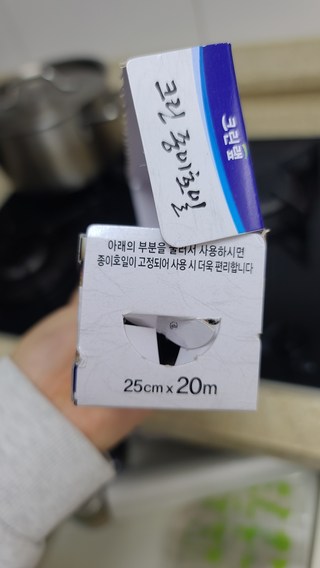 크린랲
크린 종이호일
아래의 부분을 눌러서 사용하시면
종이호일이 고정되어 사용 시 더욱 편리합니다
25cm x 20m